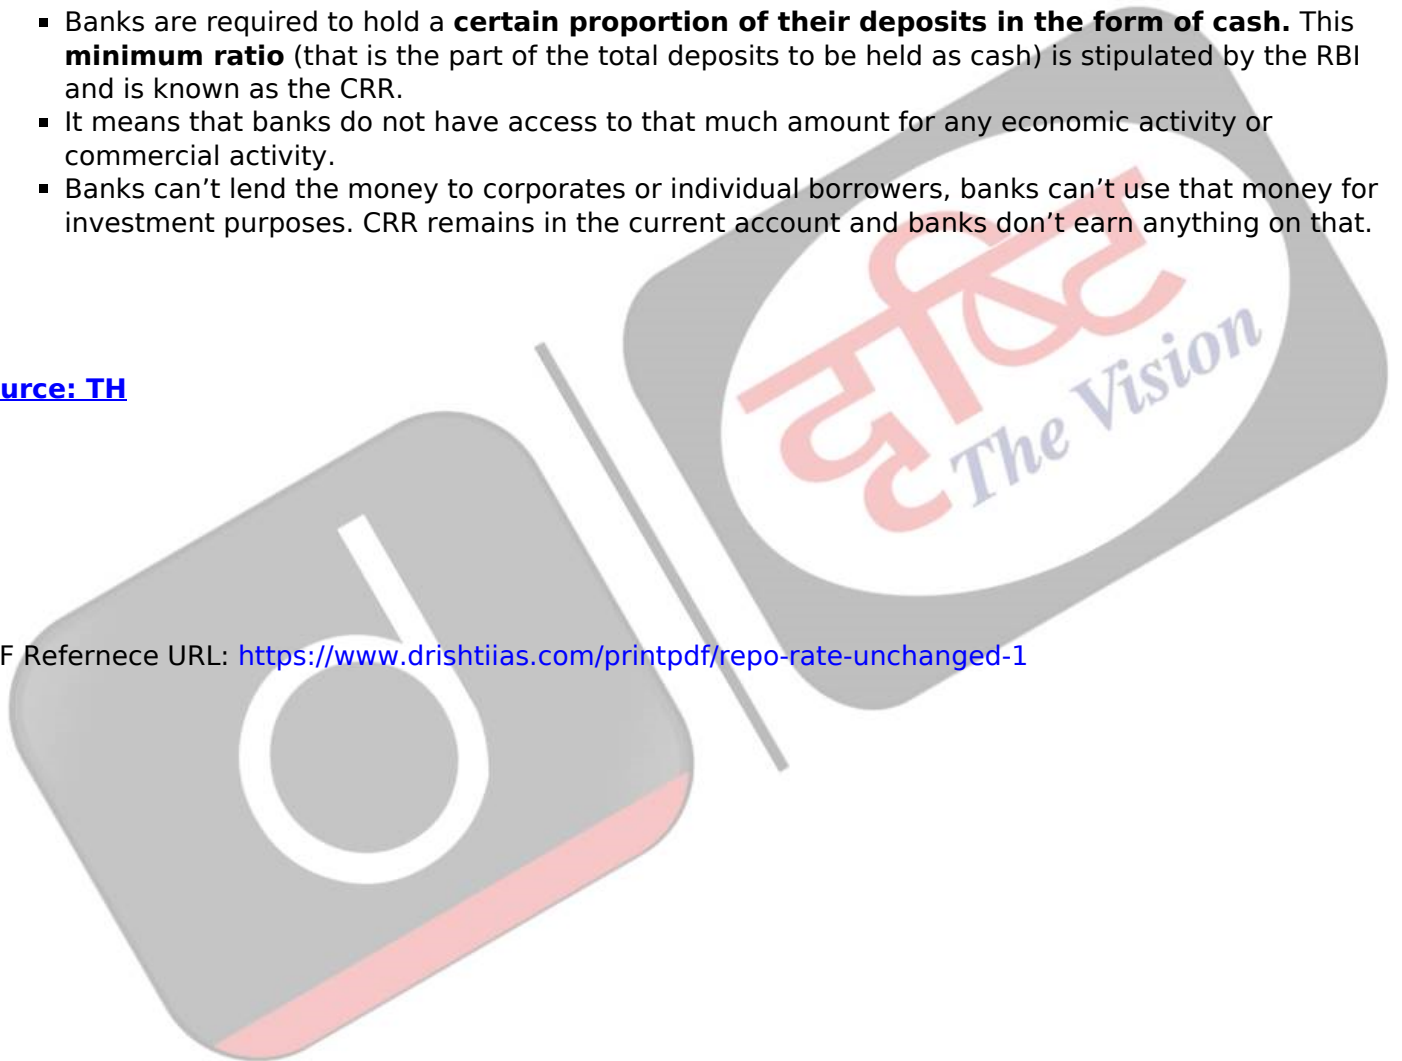 ▪ Banks are required to hold a certain proportion of their deposits in the form of cash. This
minimum ratio (that is the part of the total deposits to be held as cash) is stipulated by the RBI
and is known as the CRR.
▪ It means that banks do not have access to that much amount for any economic activity or
commercial activity.
▪ Banks can’t lend the money to corporates or individual borrowers, banks can’t use that money for
investment purposes. CRR remains in the current account and banks don’t earn anything on that.
दृष्टि
The Vision
urce: TH
d
F Refernece URL: https://www.drishtiias.com/printpdf/repo-rate-unchanged-1